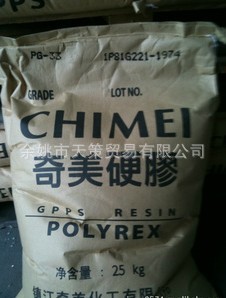 PG-33 1P81G221-1974
GRADE LOT NO.
CHIMEI
余姚市天策贸易有限公司
奇美硬膠
GPPS RESIN
POLYREX
净含量: 25 kg
镇江奇美化工有限公司